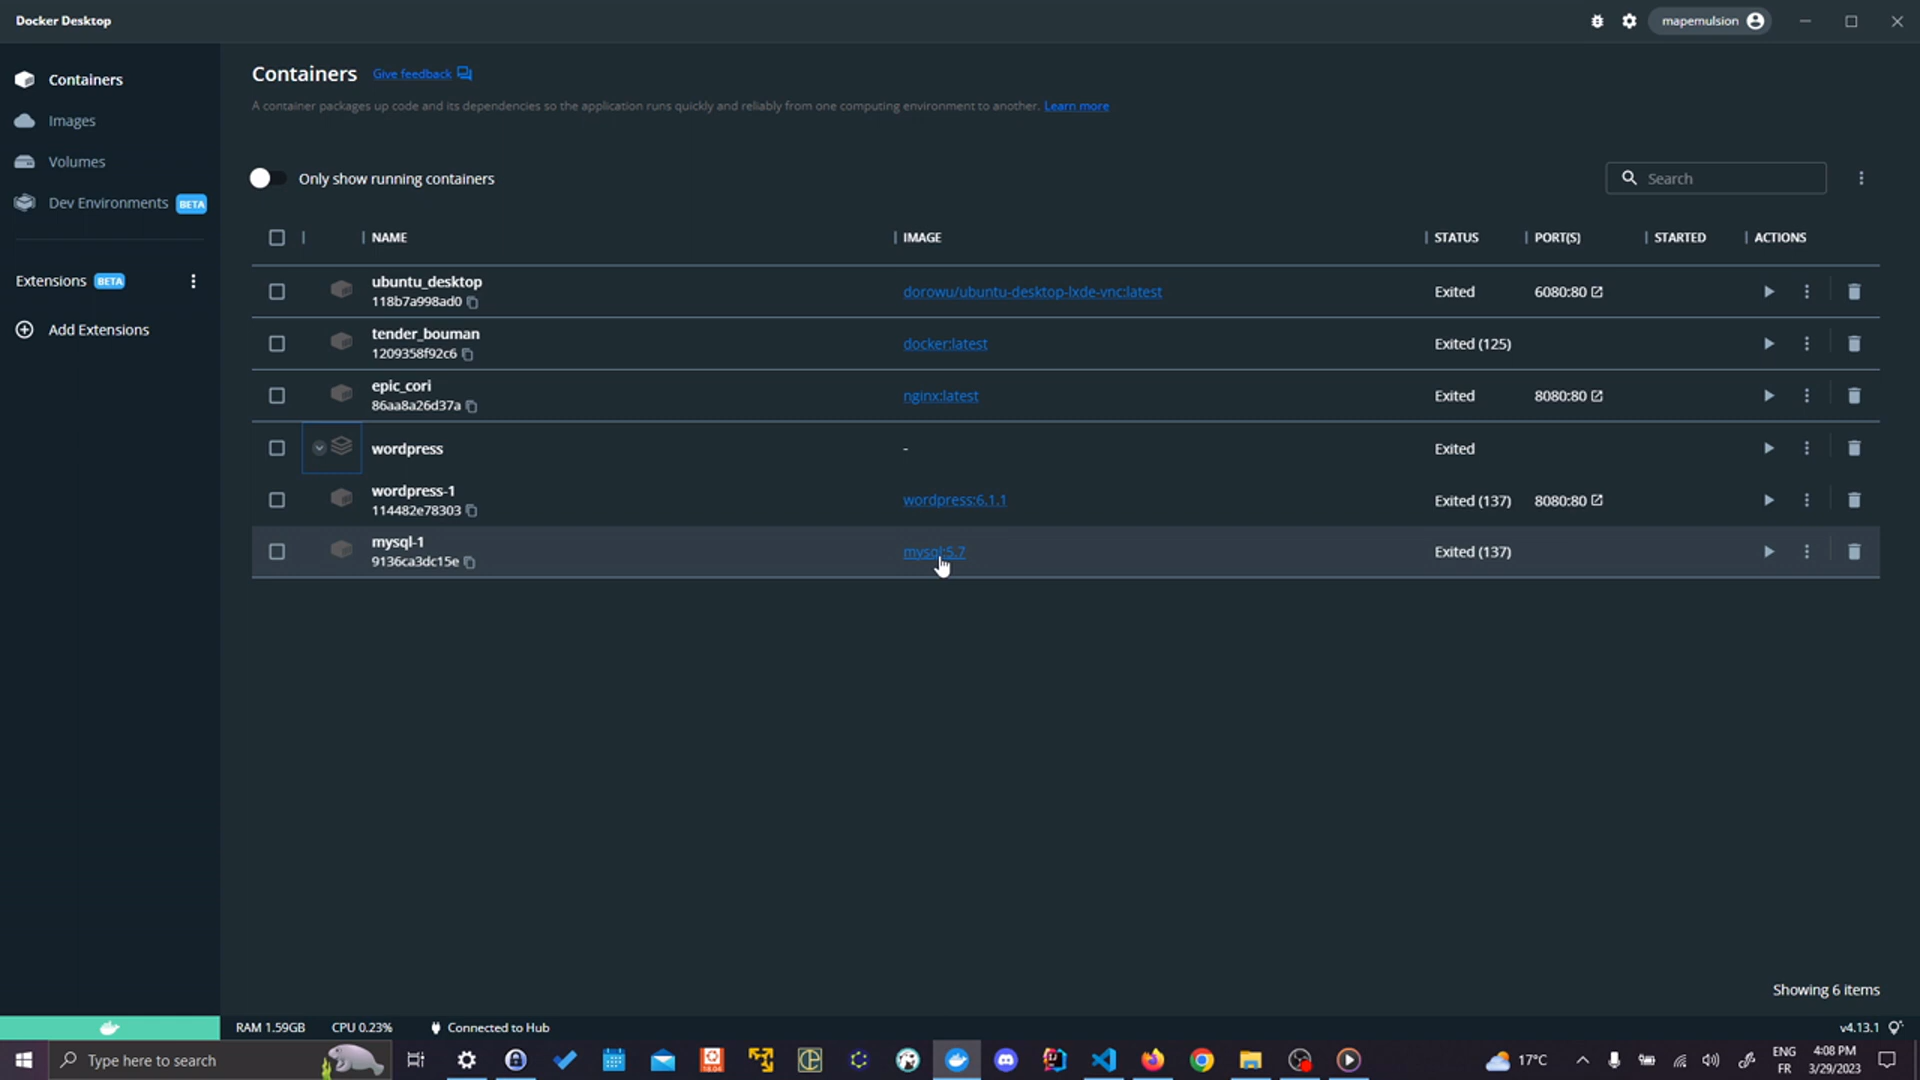 Docker Desktop
mapemulsion
Containers
Images
Volumes
Dev Environments BETA
Extensions BETA
Add Extensions
Containers Give feedback
A container packages up code and its dependencies so the application runs quickly and reliably from one computing environment to another. Learn more
Only show running containers
Search
NAME IMAGE STATUS PORT(S) STARTED ACTIONS
ubuntu_desktop
118b7a998ad0
dorowu/ubuntu-desktop-lxde-vnc:latest Exited 6080:80
tender_bouman
1209358f92c6
docker:latest Exited (125)
epic_cori
86aa8a26d37a
nginx:latest Exited 8080:80
wordpress - Exited
wordpress-1
114482e78303
wordpress:6.1.1 Exited (137) 8080:80
mysql-1
9136ca3dc15e
mysql:5.7 Exited (137)
Showing 6 items
RAM 1.59GB CPU 0.23% Connected to Hub v4.13.1
Type here to search
18.04
17°C
ENG
FR
4:08 PM
3/29/2023